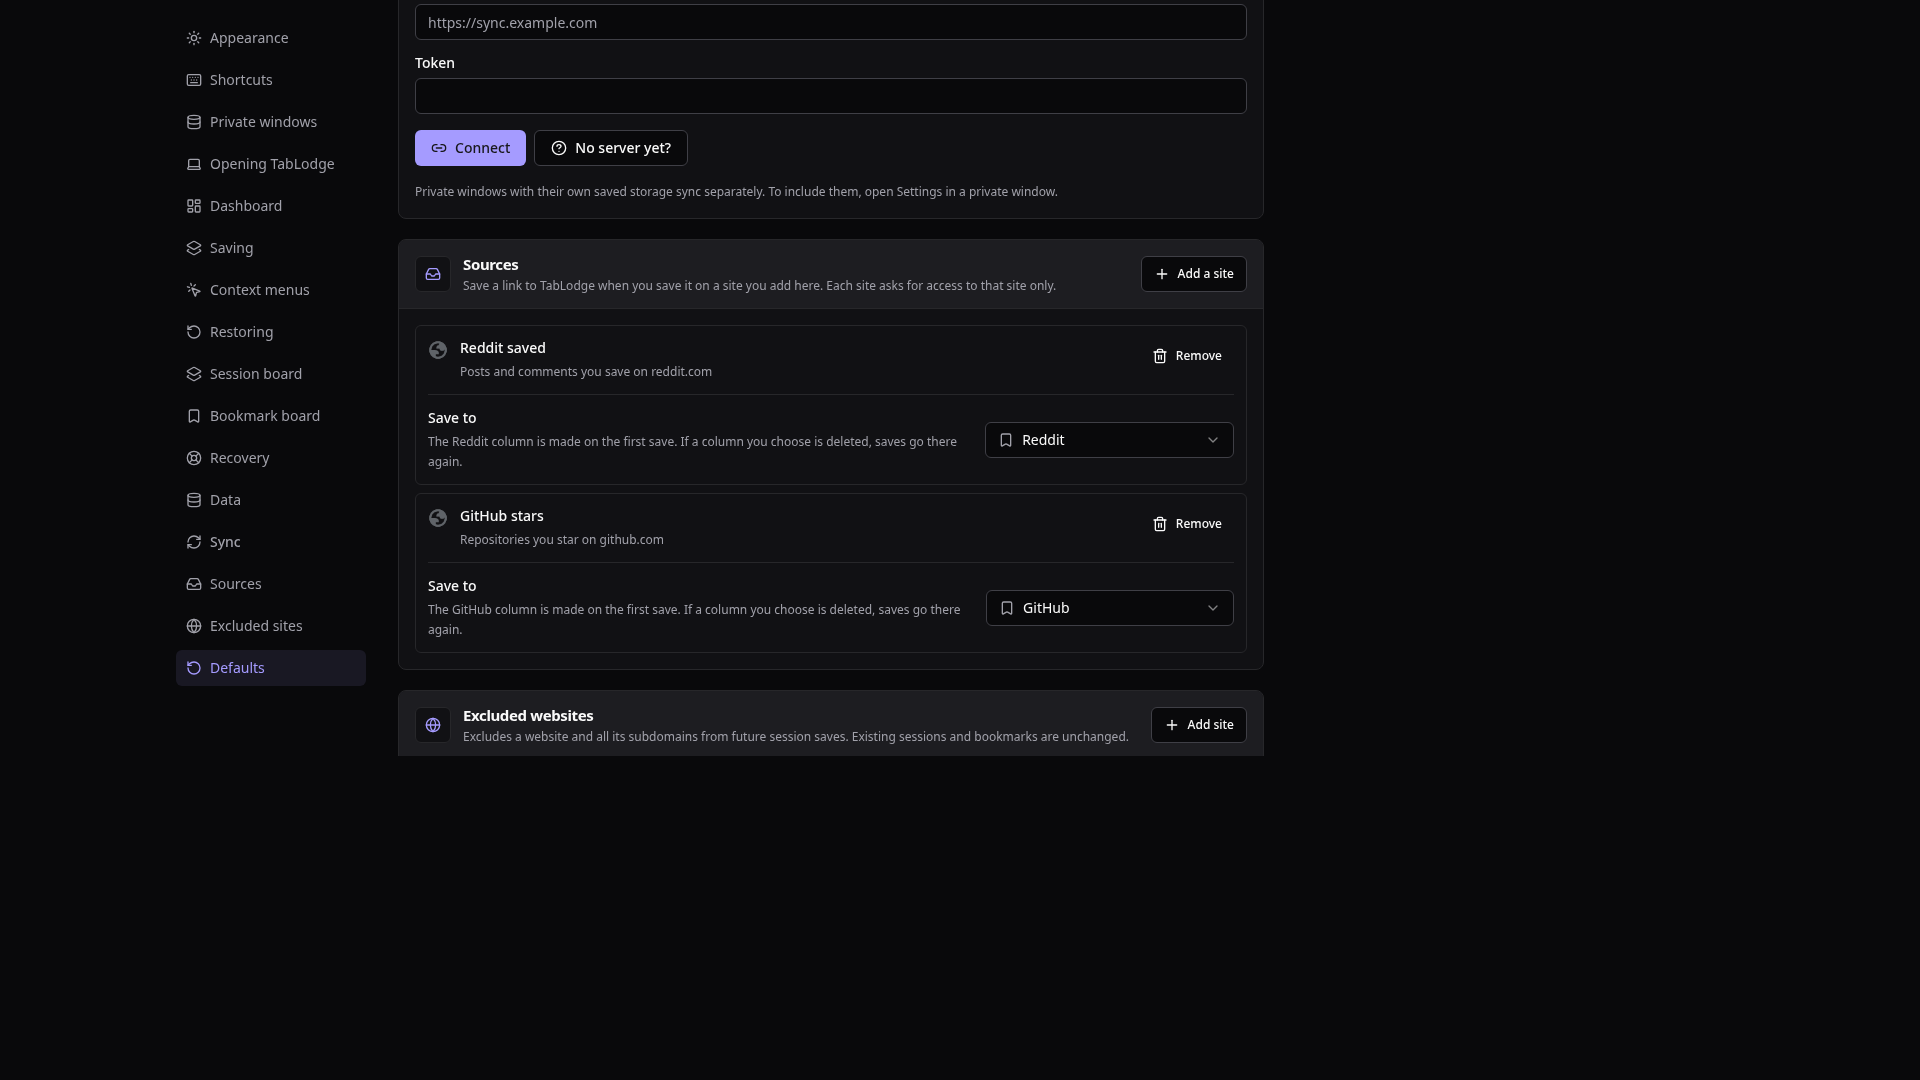 Appearance
Shortcuts
Private windows
Opening TabLodge
Dashboard
Saving
Context menus
Restoring
Session board
Bookmark board
Recovery
Data
Sync
Sources
Excluded sites
Defaults
https://sync.example.com
Token
Connect
No server yet?
Private windows with their own saved storage sync separately. To include them, open Settings in a private window.
Sources
Save a link to TabLodge when you save it on a site you add here. Each site asks for access to that site only.
Add a site
Reddit saved
Posts and comments you save on reddit.com
Remove
Save to
The Reddit column is made on the first save. If a column you choose is deleted, saves go there
again.
Reddit
GitHub stars
Repositories you star on github.com
Remove
Save to
The GitHub column is made on the first save. If a column you choose is deleted, saves go there
again.
GitHub
Excluded websites
Excludes a website and all its subdomains from future session saves. Existing sessions and bookmarks are unchanged.
Add site